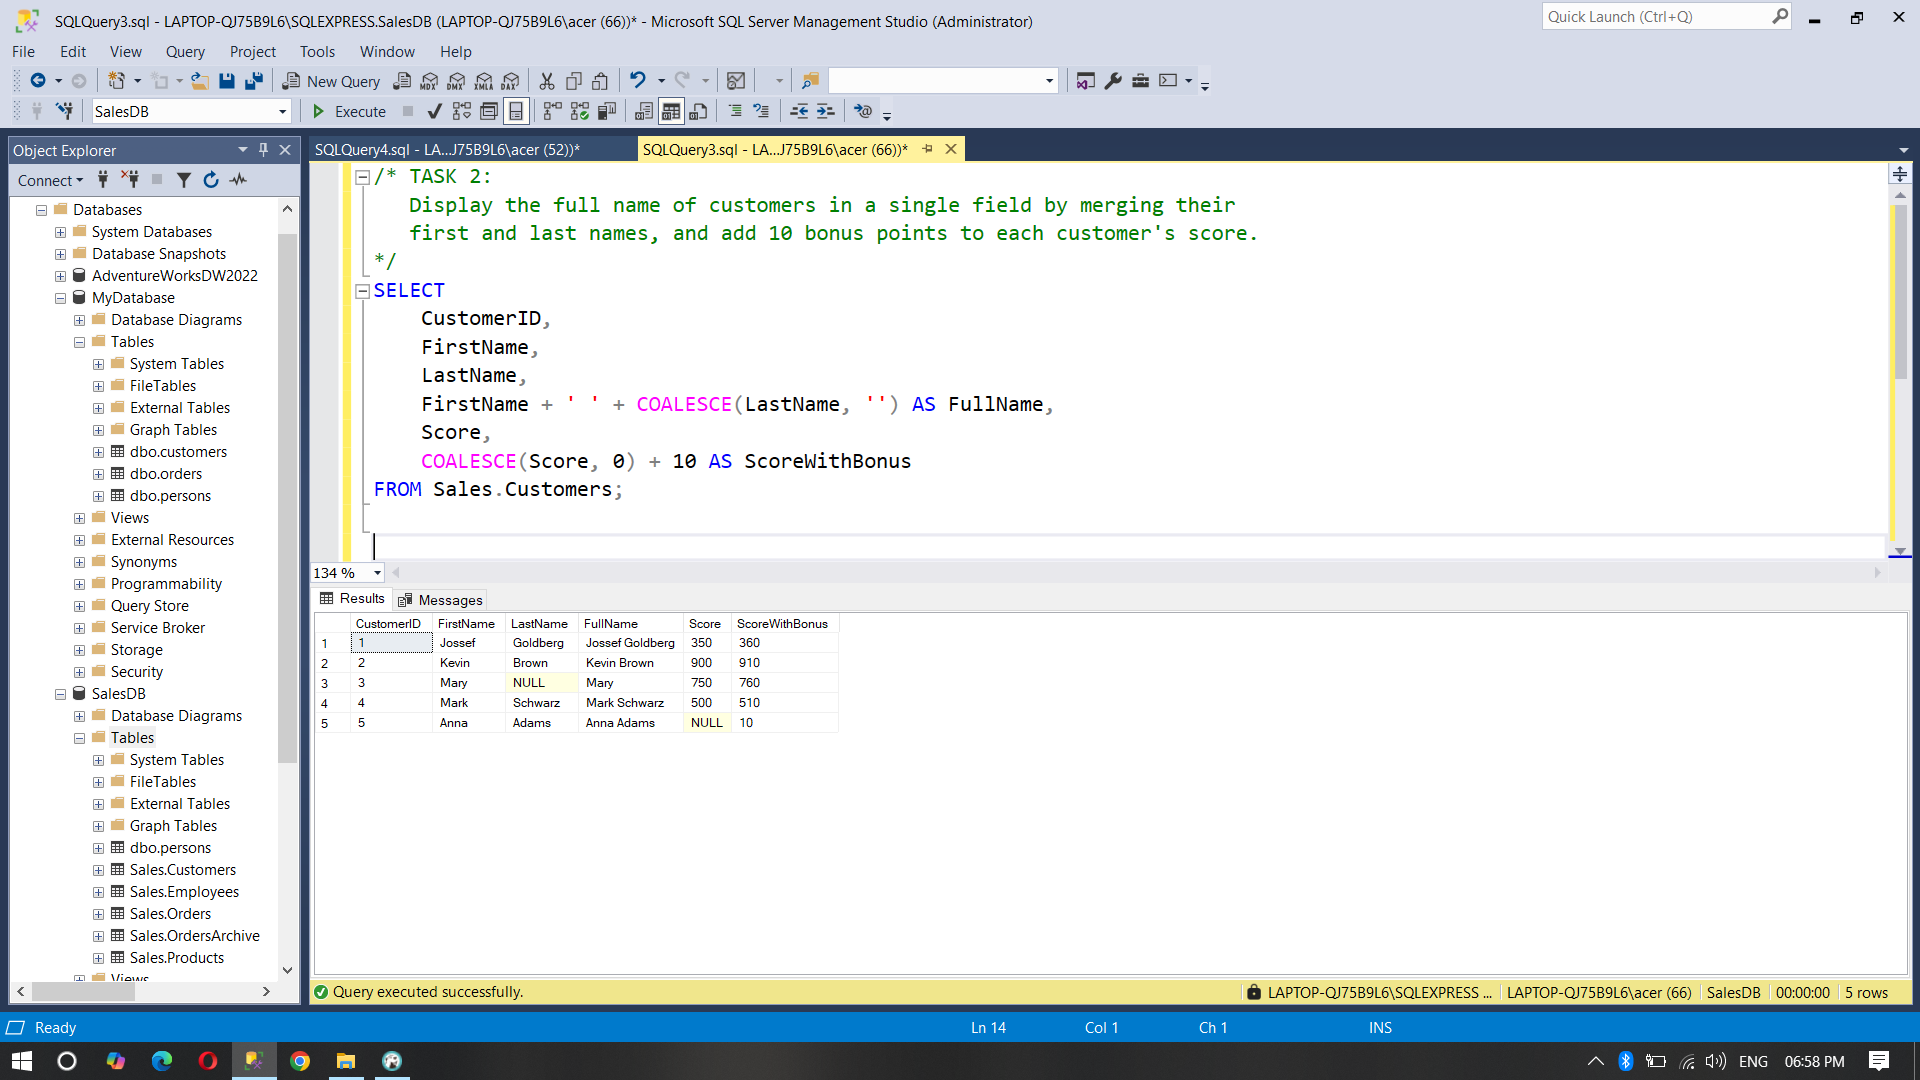 SQLQuery3.sql - LAPTOP-QJ75B9L6\SQLEXPRESS.SalesDB (LAPTOP-QJ75B9L6\acer (66))* - Microsoft SQL Server Management Studio (Administrator)
Quick Launch (Ctrl+Q)
File Edit View Query Project Tools Window Help
New Query
MDX DMX XMLA DAX
SalesDB Execute
Object Explorer
SQLQuery4.sql - LA...J75B9L6\acer (52))*
SQLQuery3.sql - LA...J75B9L6\acer (66))*
Connect
Databases
System Databases
Database Snapshots
AdventureWorksDW2022
MyDatabase
Database Diagrams
Tables
System Tables
FileTables
External Tables
Graph Tables
dbo.customers
dbo.orders
dbo.persons
Views
External Resources
Synonyms
Programmability
Query Store
Service Broker
Storage
Security
SalesDB
Database Diagrams
Tables
System Tables
FileTables
External Tables
Graph Tables
dbo.persons
Sales.Customers
Sales.Employees
Sales.Orders
Sales.OrdersArchive
Sales.Products
Views
/* TASK 2:
Display the full name of customers in a single field by merging their
first and last names, and add 10 bonus points to each customer's score.
*/
SELECT
CustomerID,
FirstName,
LastName,
FirstName + ' ' + COALESCE(LastName, '') AS FullName,
Score,
COALESCE(Score, 0) + 10 AS ScoreWithBonus
FROM Sales.Customers;
134 %
Results Messages
CustomerID FirstName LastName FullName Score ScoreWithBonus
1 1 Jossef Goldberg Jossef Goldberg 350 360
2 2 Kevin Brown Kevin Brown 900 910
3 3 Mary NULL Mary 750 760
4 4 Mark Schwarz Mark Schwarz 500 510
5 5 Anna Adams Anna Adams NULL 10
Query executed successfully.
LAPTOP-QJ75B9L6\SQLEXPRESS ... LAPTOP-QJ75B9L6\acer (66) SalesDB 00:00:00 5 rows
Ready Ln 14 Col 1 Ch 1 INS
ENG 06:58 PM